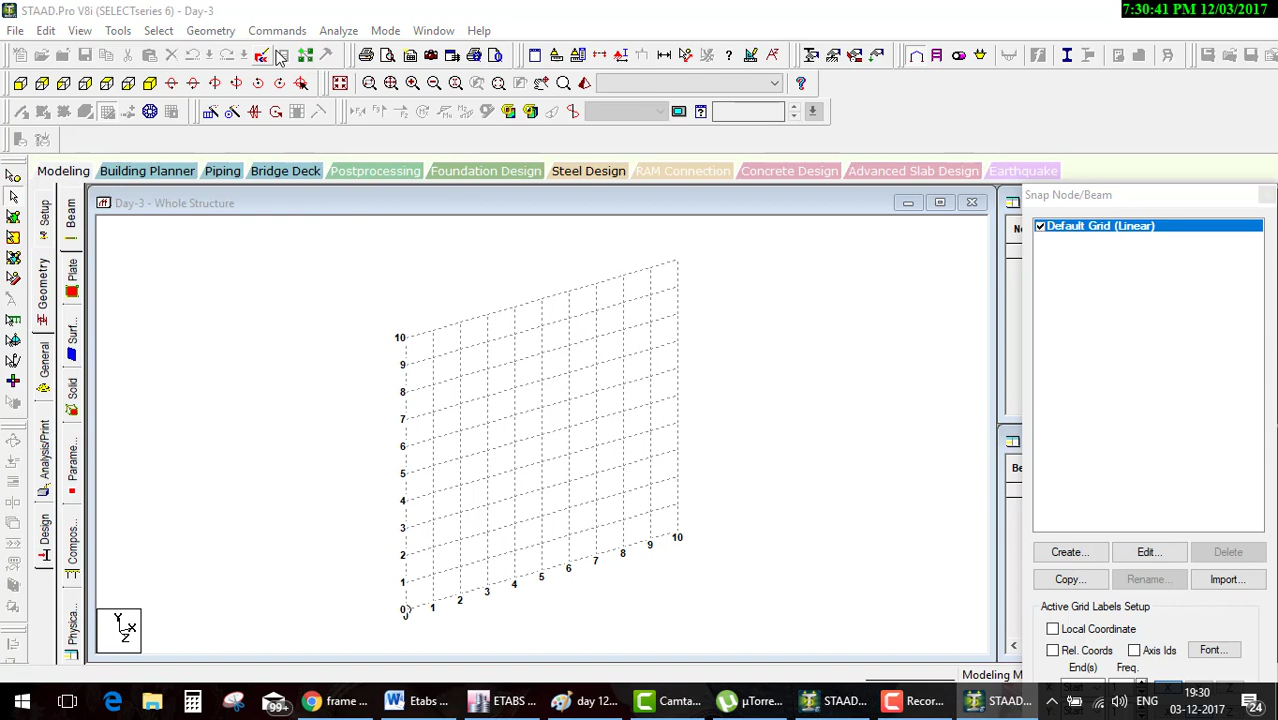 STAAD.Pro V8i (SELECTseries 6) - Day-3
7:30:41 PM 12/03/2017
File Edit View Tools Select Geometry Commands Analyze Mode Window Help
Modeling Building Planner Piping Bridge Deck Postprocessing Foundation Design Steel Design RAM Connection Concrete Design Advanced Slab Design Earthquake
Day-3 - Whole Structure
Snap Node/Beam
Default Grid (Linear)
Setup
Geometry
General
Analysis/Print
Design
Beam
Plate
Surf...
Solid
Parame...
Compos...
Physica...
10
9
8
7
6
5
4
3
2
1
0
0 1 2 3 4 5 6 7 8 9 10
Y
X
Z
Create... Edit... Delete
Copy... Rename... Import...
Active Grid Labels Setup
Local Coordinate
Rel. Coords Axis Ids Font...
End(s) Freq.
X Start 1
Modeling M
99+ frame ... Etabs ... ETABS ... day 12... Camta... µTorre... STAAD... Recor... STAAD... ENG
19:30
03-12-2017
24